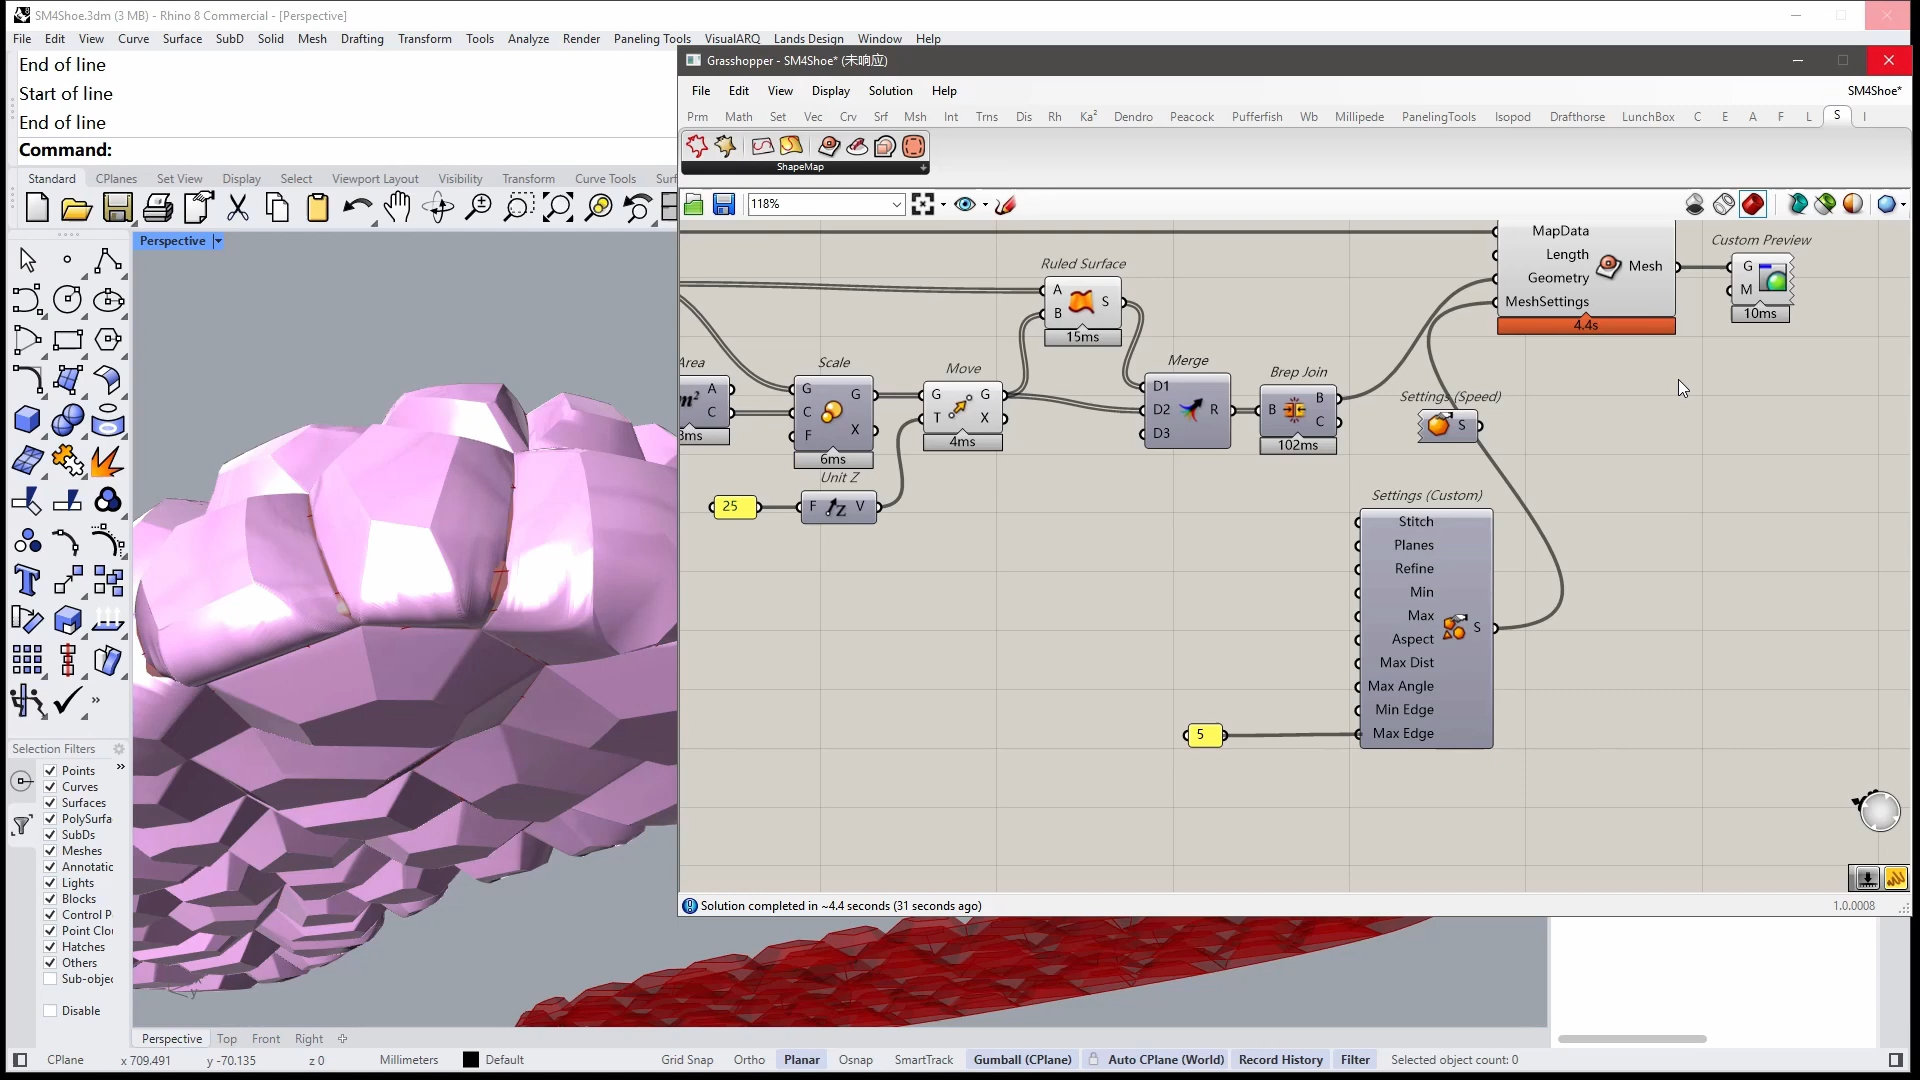 SM4Shoe.3dm (3 MB) - Rhino 8 Commercial - [Perspective]
File Edit View Curve Surface SubD Solid Mesh Drafting Transform Tools Analyze Render Paneling Tools VisualARQ Lands Design Window Help
End of line
Start of line
End of line
Command:
Standard CPlanes Set View Display Select Viewport Layout Visibility Transform Curve Tools Surf
Perspective
Grasshopper - SM4Shoe* (未响应)
File Edit View Display Solution Help SM4Shoe*
Prm Math Set Vec Crv Srf Msh Int Trns Dis Rh Ka² Dendro Peacock Pufferfish Wb Millipede PanelingTools Isopod Drafthorse LunchBox C E A F L S I
ShapeMap
118%
MapData
Length
Geometry
MeshSettings
Mesh
4.4s
Custom Preview
G
M
10ms
Ruled Surface
A
B
S
15ms
Area
A
C
m²
3ms
Scale
G
C
F
G
X
6ms
Move
G
T
G
X
4ms
Merge
D1
D2
D3
R
Brep Join
B
B
C
102ms
Settings (Speed)
S
25
Unit Z
F
Z
V
Settings (Custom)
Stitch
Planes
Refine
Min
Max
Aspect
Max Dist
Max Angle
Min Edge
Max Edge
S
5
Solution completed in ~4.4 seconds (31 seconds ago)
1.0.0008
Selection Filters
Points
Curves
Surfaces
PolySurfa
SubDs
Meshes
Annotatic
Lights
Blocks
Control P
Point Clou
Hatches
Others
Sub-objec
Disable
y
Perspective Top Front Right
CPlane x 709.491 y -70.135 z 0 Millimeters Default Grid Snap Ortho Planar Osnap SmartTrack Gumball (CPlane) Auto CPlane (World) Record History Filter Selected object count: 0